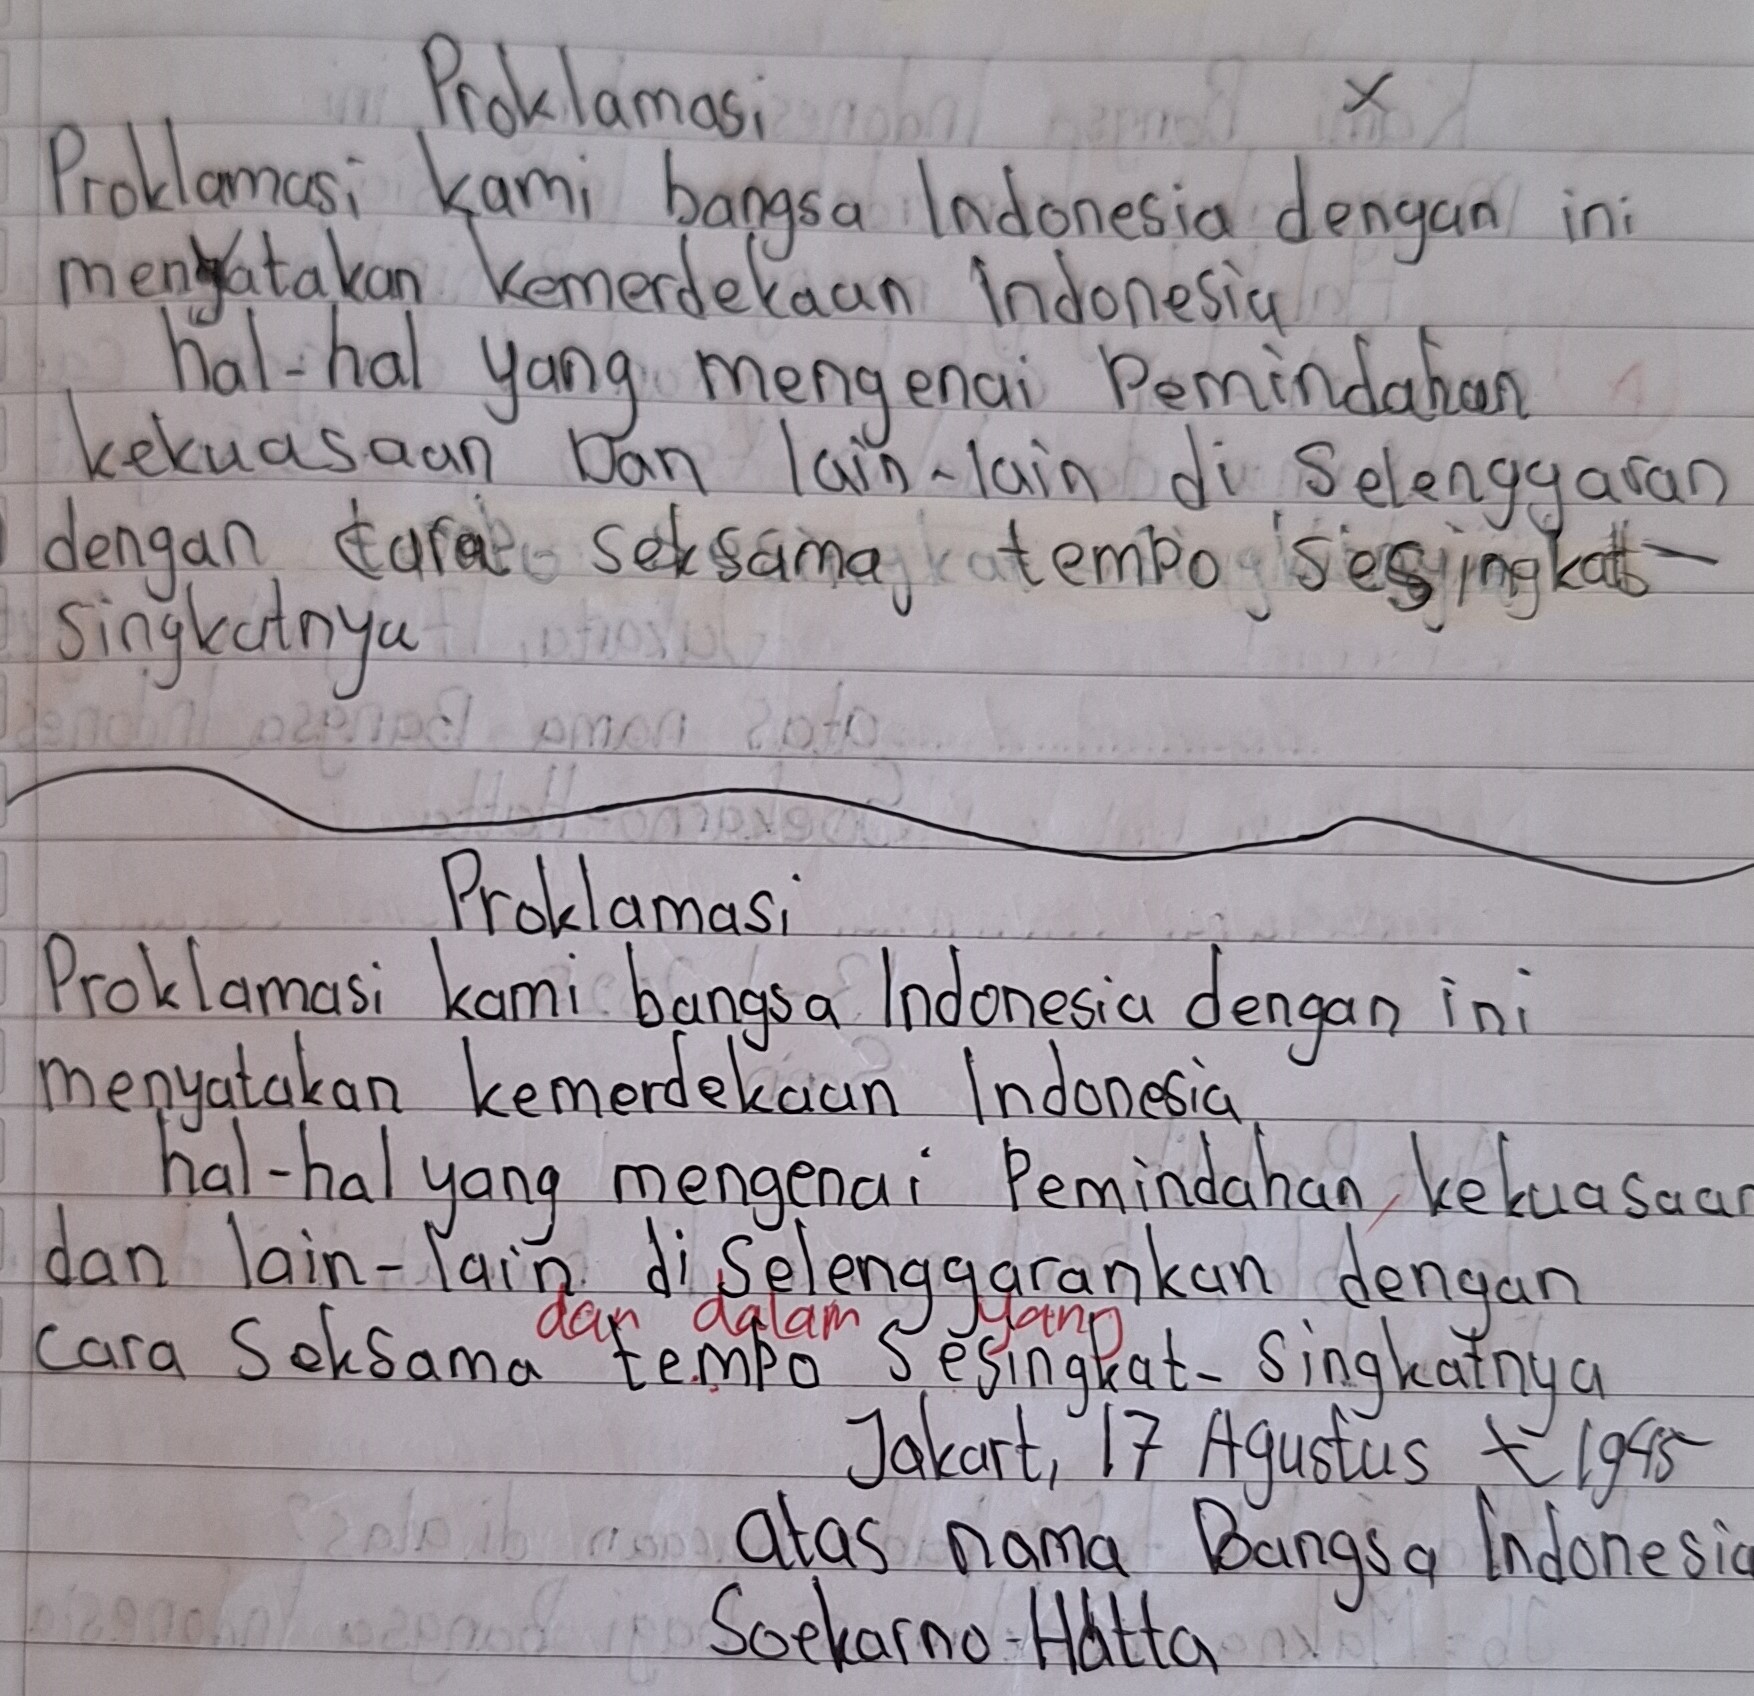 Proklamasi x
Proklamasi kami bangsa Indonesia dengan ini
menyatakan kemerdekaan Indonesia
hal-hal yang mengenai Pemindahan
kekuasaan Dan lain-lain di Selenggaran
dengan cara seksama tempo sesingkat-
singkatnya
Proklamasi
Proklamasi kami bangsa Indonesia dengan ini
menyatakan kemerdekaan Indonesia
hal-hal yang mengenai Pemindahan, kekuasaan
dan lain-lain di Selenggarankan dengan
dan dalam yang
cara Seksama tempo Sesingkat-Singkatnya
Jakart, 17 Agustus 1945
atas nama Bangsa Indonesia
Soekarno-Hatta